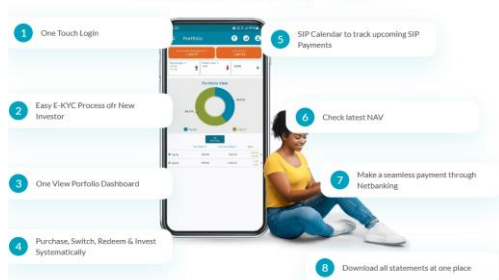 1 One Touch Login
2 Easy E-KYC Process ofr New
Investor
3 One View Porfolio Dashboard
4 Purchase, Switch, Redeem & Invest
Systematically
Portfolio
Portfolio View
5 SIP Calendar to track upcoming SIP
Payments
6 Check latest NAV
7 Make a seamless payment through
Netbanking
8 Download all statements at one place